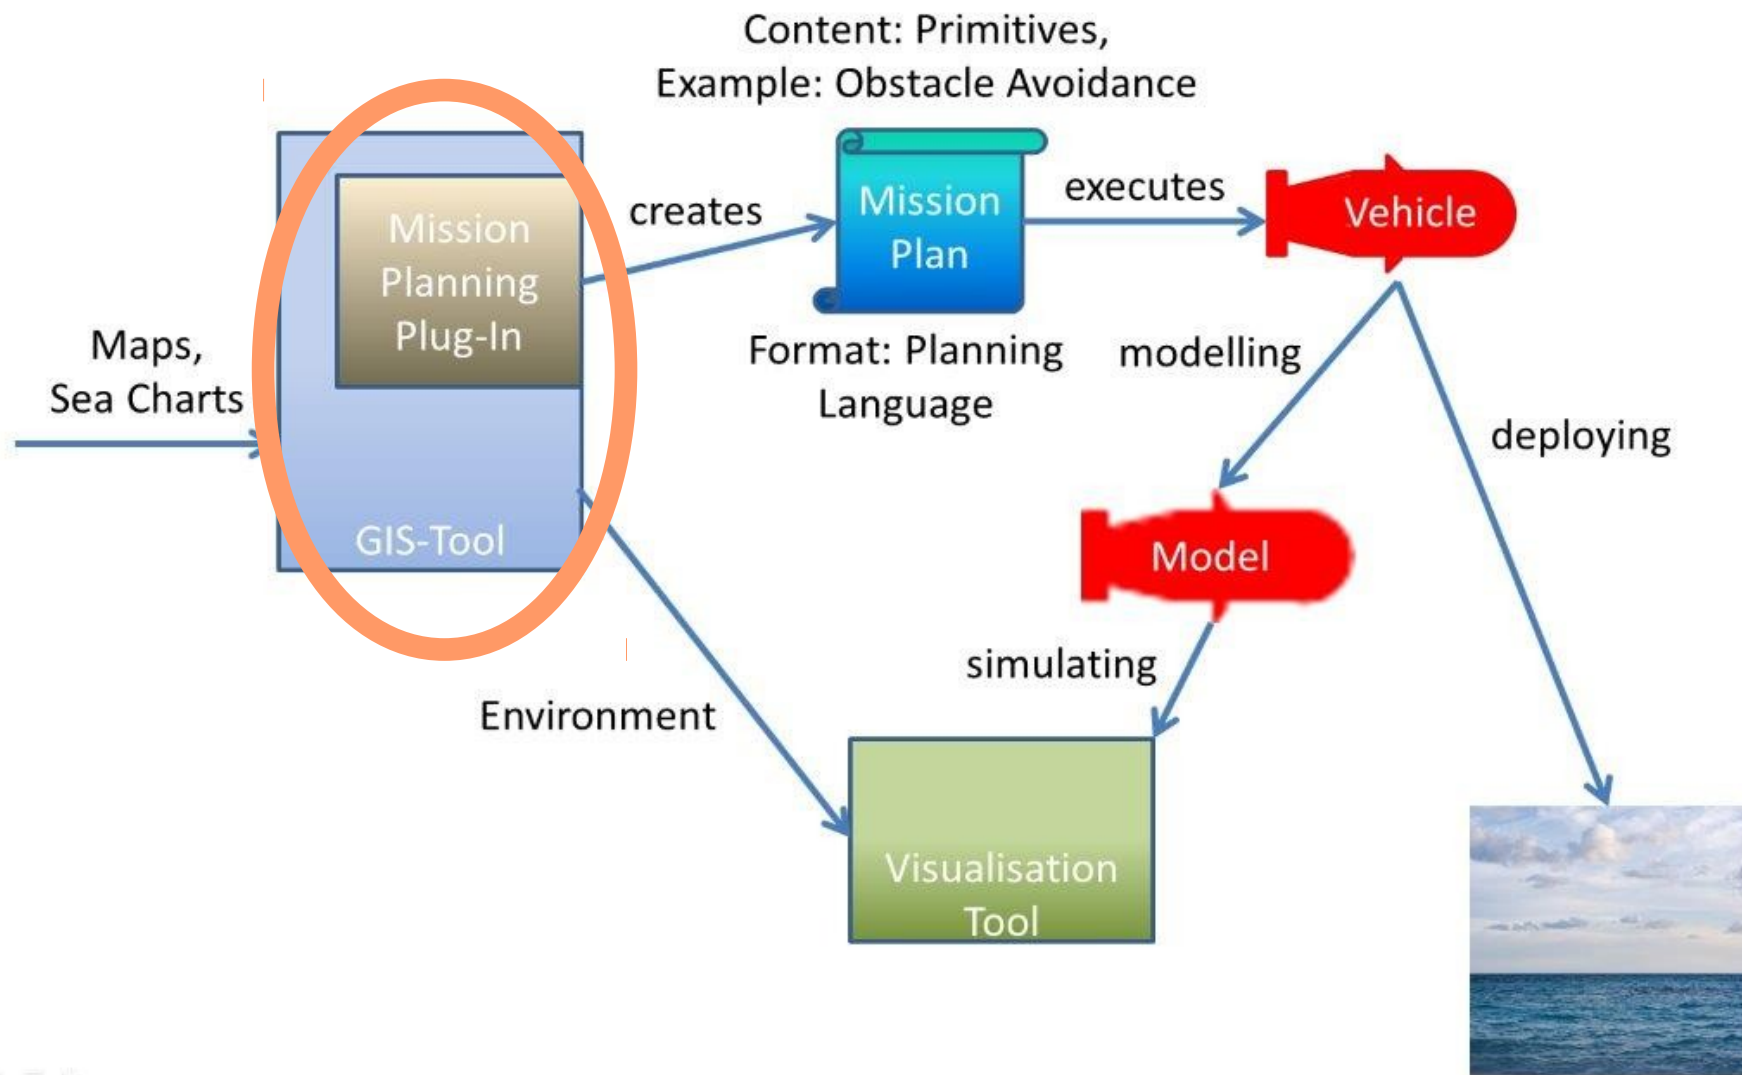 Content: Primitives,
Example: Obstacle Avoidance
Mission
Planning
Plug-In
creates
Mission
Plan
executes
Vehicle
Maps,
Sea Charts
Format: Planning
Language
modelling
deploying
GIS-Tool
Model
simulating
Environment
Visualisation
Tool